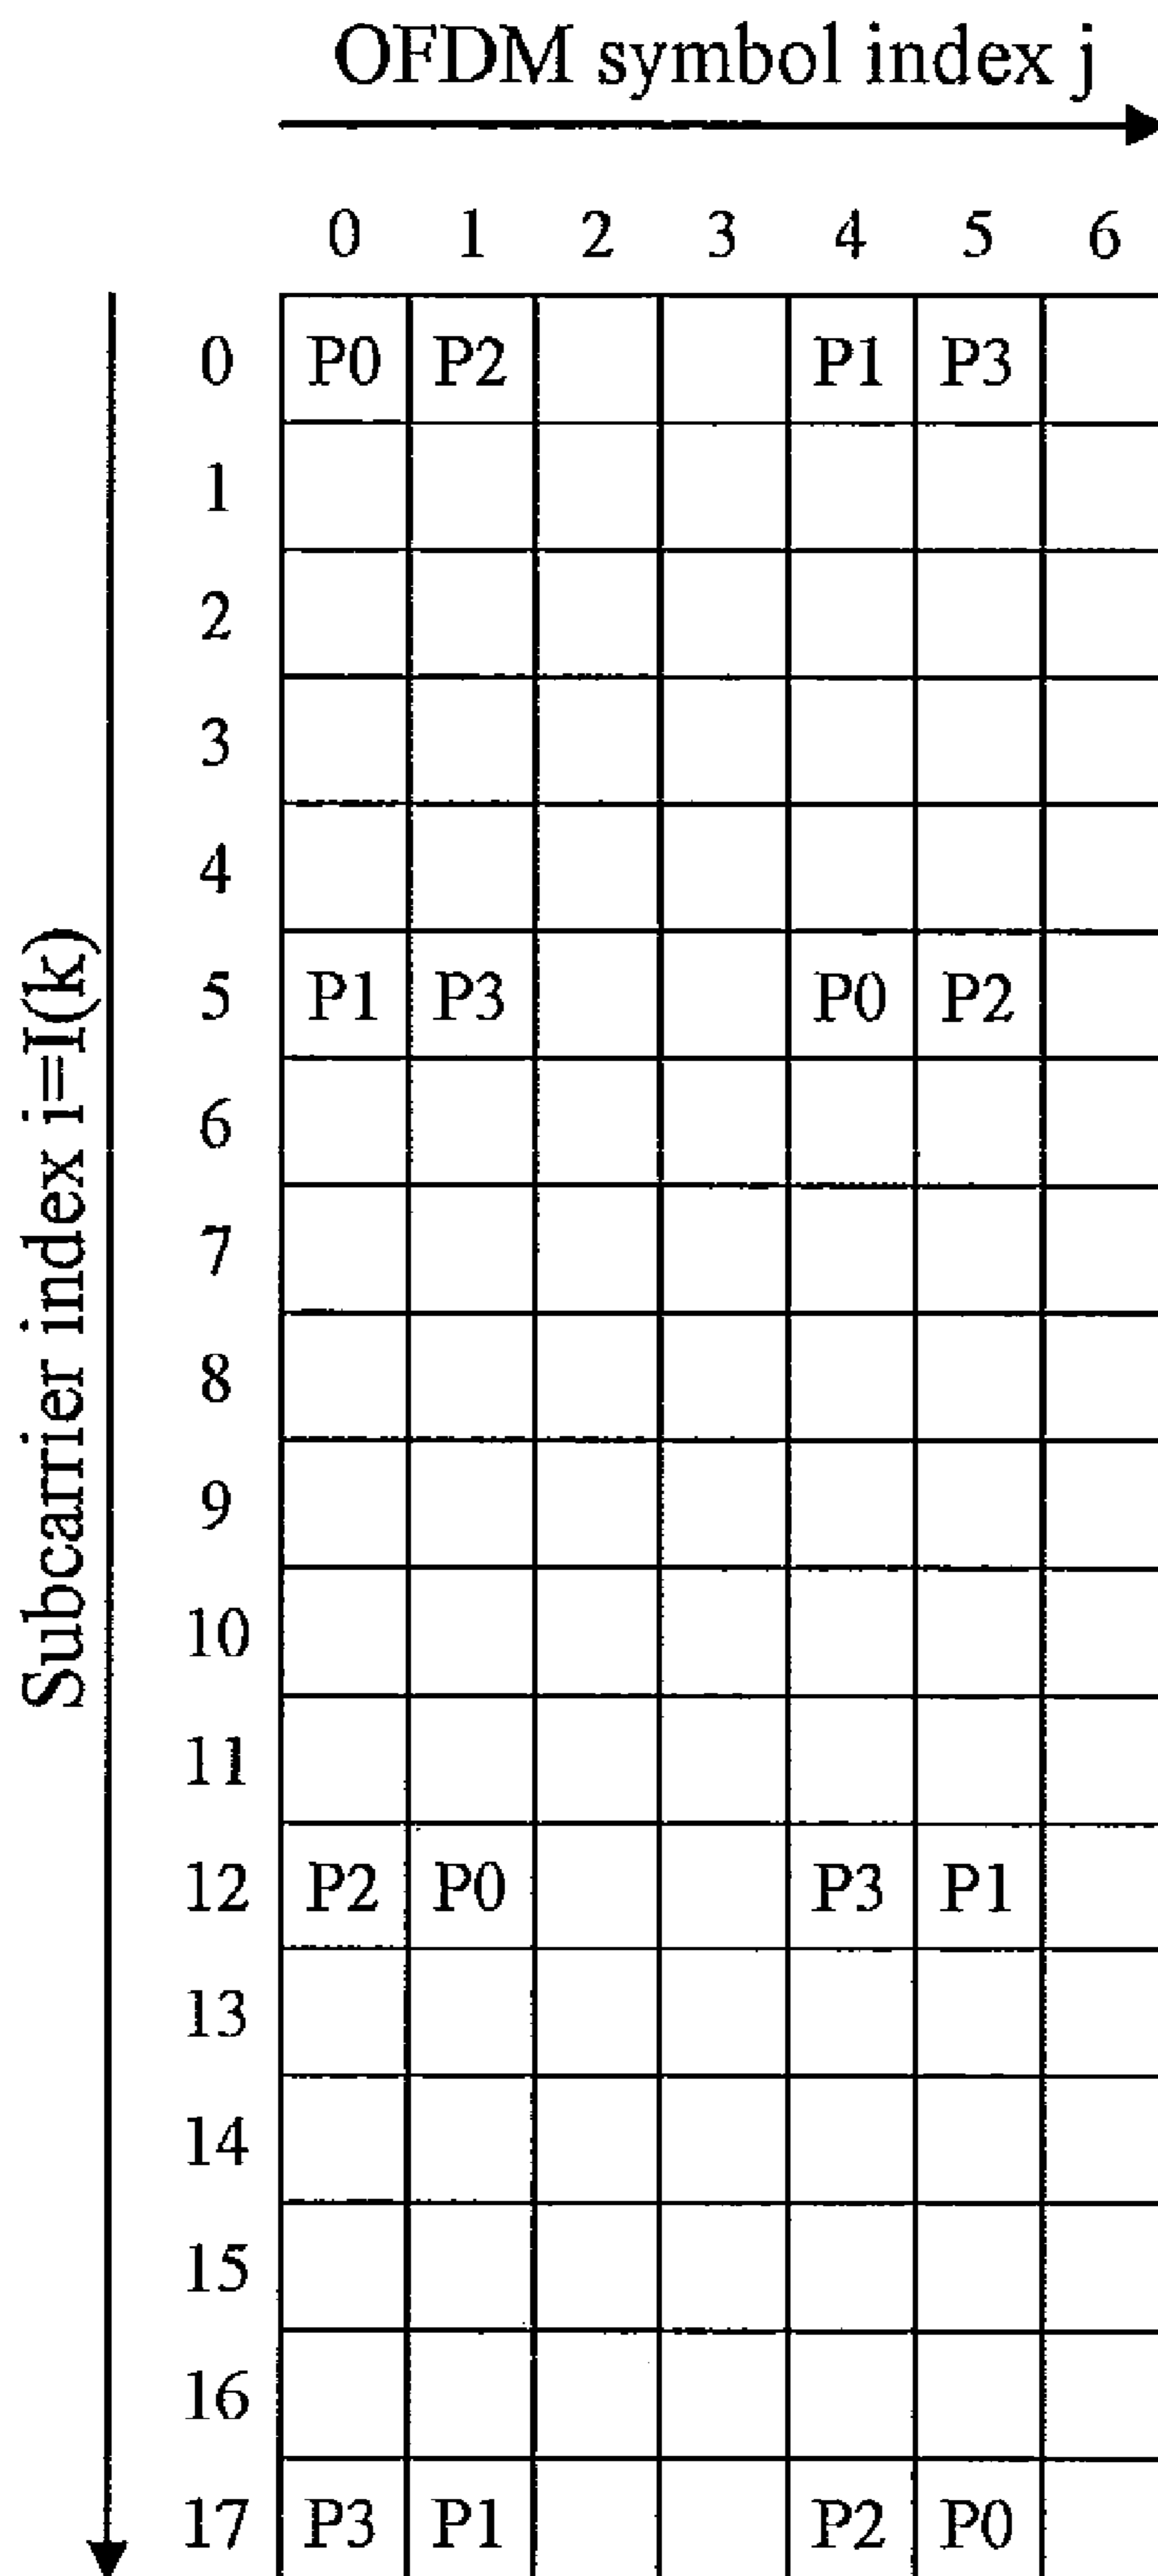 OFDM symbol index j
0 1 2 3 4 5 6
Subcarrier index i=I(k)
0 P0 P2 P1 P3
1
2
3
4
5 P1 P3 P0 P2
6
7
8
9
10
11
12 P2 P0 P3 P1
13
14
15
16
17 P3 P1 P2 P0